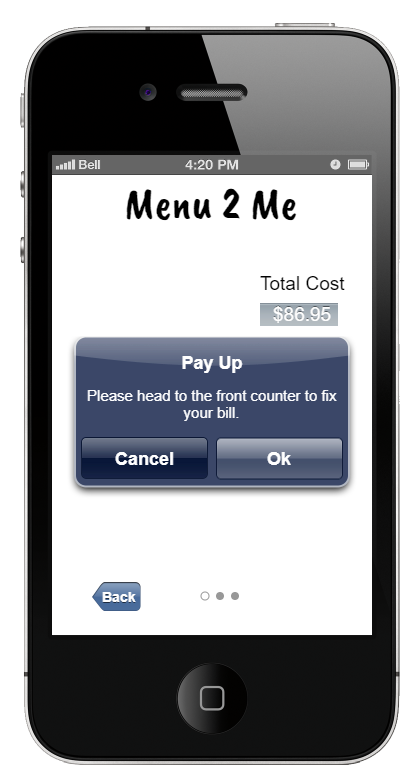 Bell 4:20 PM
Menu 2 Me
Total Cost
$86.95
Pay Up
Please head to the front counter to fix
your bill.
Cancel Ok
Back